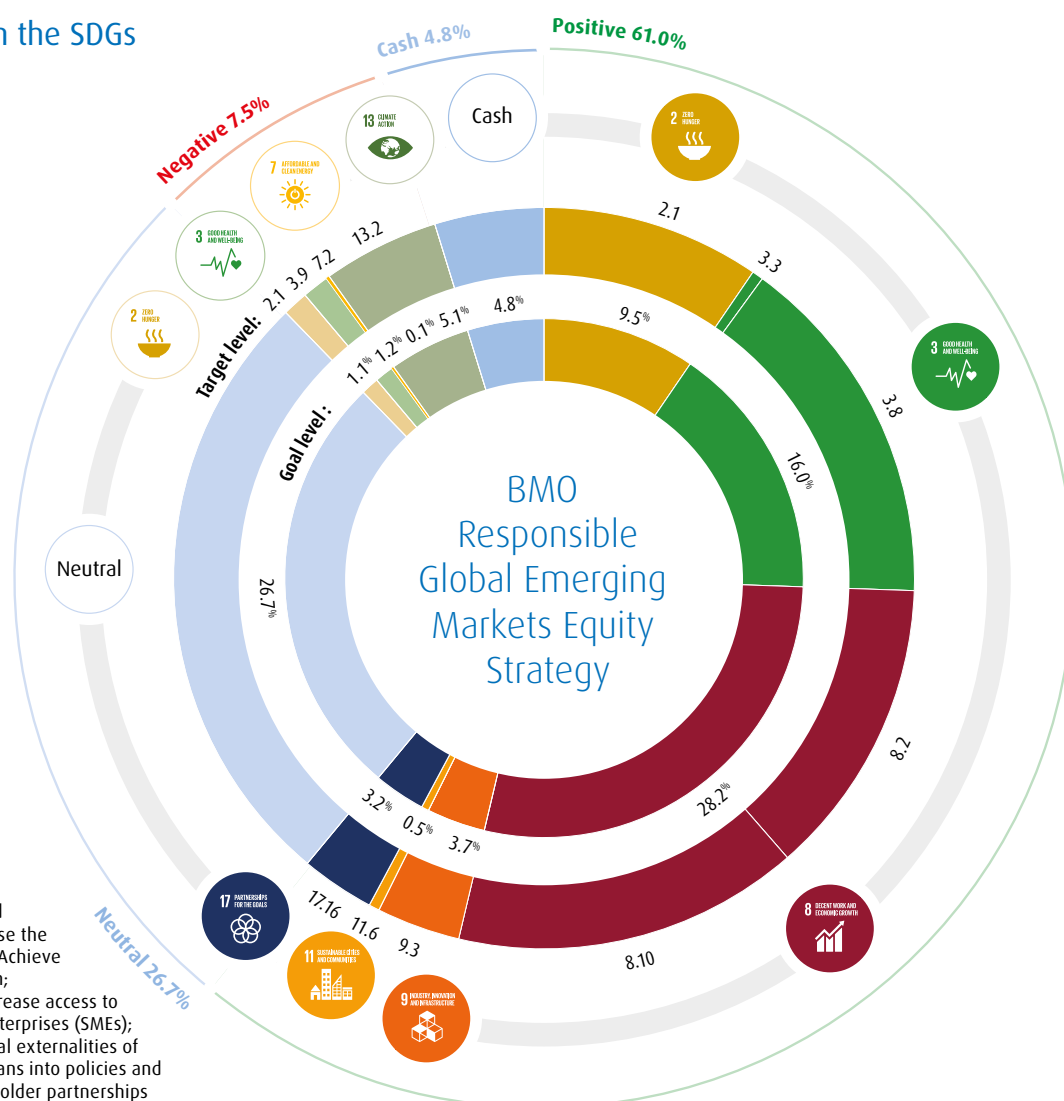 n the SDGs
Cash 4.8%
Positive 61.0%
Negative 7.5%
Neutral 26.7%
Cash
2 ZERO HUNGER
3 GOOD HEALTH AND WELL-BEING
8 DECENT WORK AND ECONOMIC GROWTH
9 INDUSTRY, INNOVATION AND INFRASTRUCTURE
11 SUSTAINABLE CITIES AND COMMUNITIES
17 PARTNERSHIPS FOR THE GOALS
Neutral
2 ZERO HUNGER
3 GOOD HEALTH AND WELL-BEING
7 AFFORDABLE AND CLEAN ENERGY
13 CLIMATE ACTION
Target level:
2.1
3.9
7.2
13.2
2.1
3.3
3.8
8.2
8.10
9.3
11.6
17.16
Goal level:
1.1%
1.2%
0.1%
5.1%
4.8%
9.5%
16.0%
28.2%
3.7%
0.5%
3.2%
26.7%
BMO
Responsible
Global Emerging
Markets Equity
Strategy
se the
Achieve
crease access to
terprises (SMEs);
al externalities of
ans into policies and
older partnerships